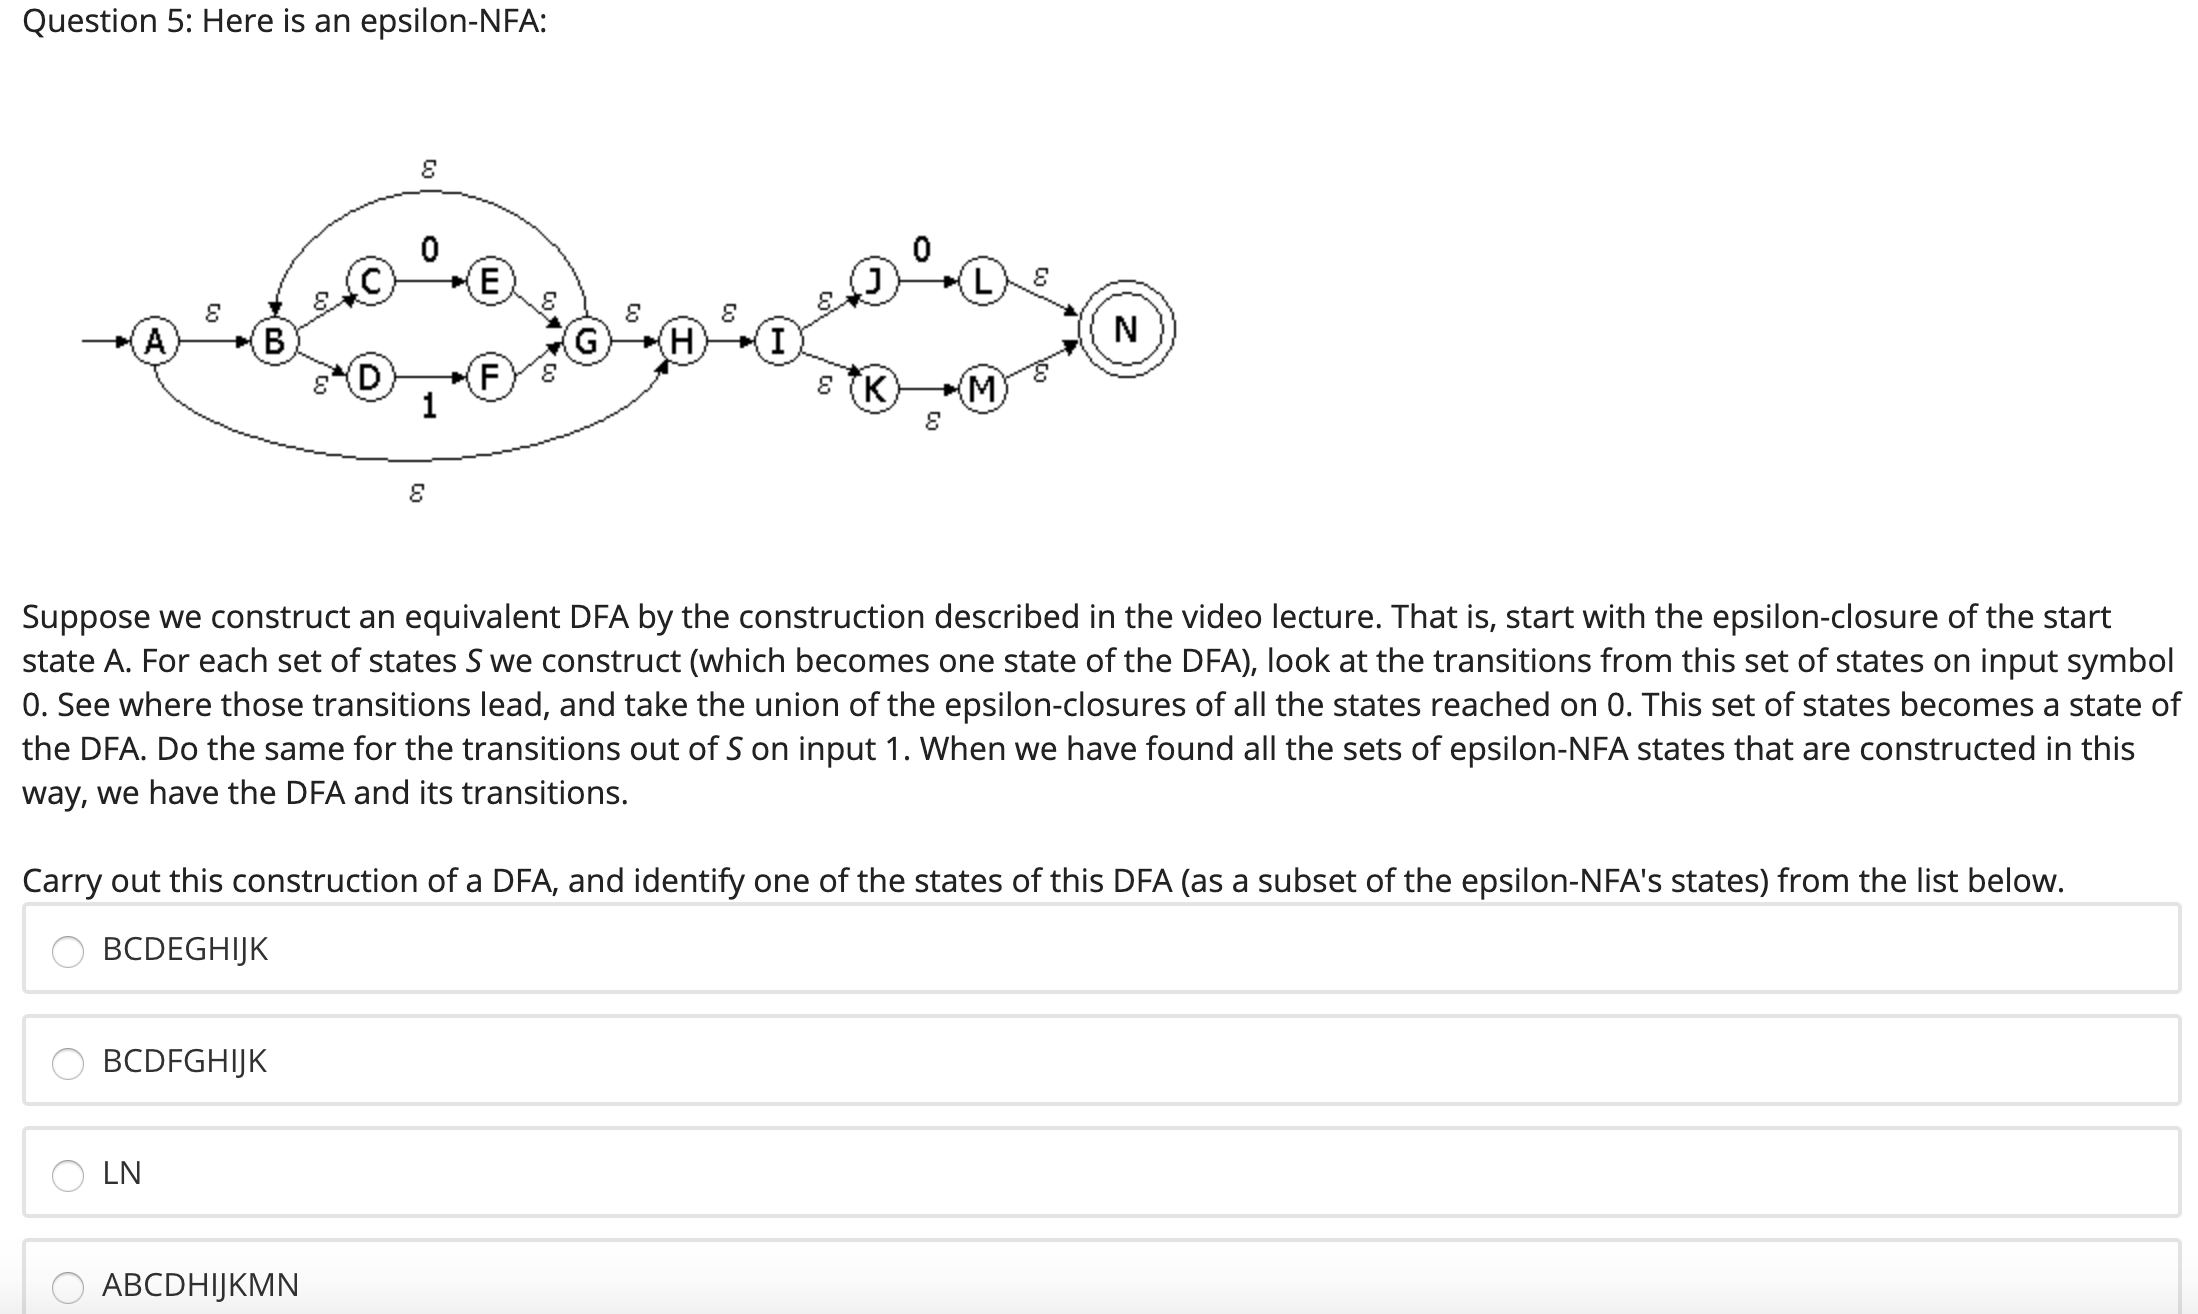 Question 5: Here is an epsilon-NFA:
ε
0
0
C
E
J
L
ε
ε
ε
ε
ε
ε
ε
A
B
G
H
I
N
ε
D
F
ε
ε
K
M
ε
1
ε
ε
Suppose we construct an equivalent DFA by the construction described in the video lecture. That is, start with the epsilon-closure of the start
state A. For each set of states S we construct (which becomes one state of the DFA), look at the transitions from this set of states on input symbol
0. See where those transitions lead, and take the union of the epsilon-closures of all the states reached on 0. This set of states becomes a state of
the DFA. Do the same for the transitions out of S on input 1. When we have found all the sets of epsilon-NFA states that are constructed in this
way, we have the DFA and its transitions.
Carry out this construction of a DFA, and identify one of the states of this DFA (as a subset of the epsilon-NFA's states) from the list below.
BCDEGHIJK
BCDFGHIJK
LN
ABCDHIJKMN